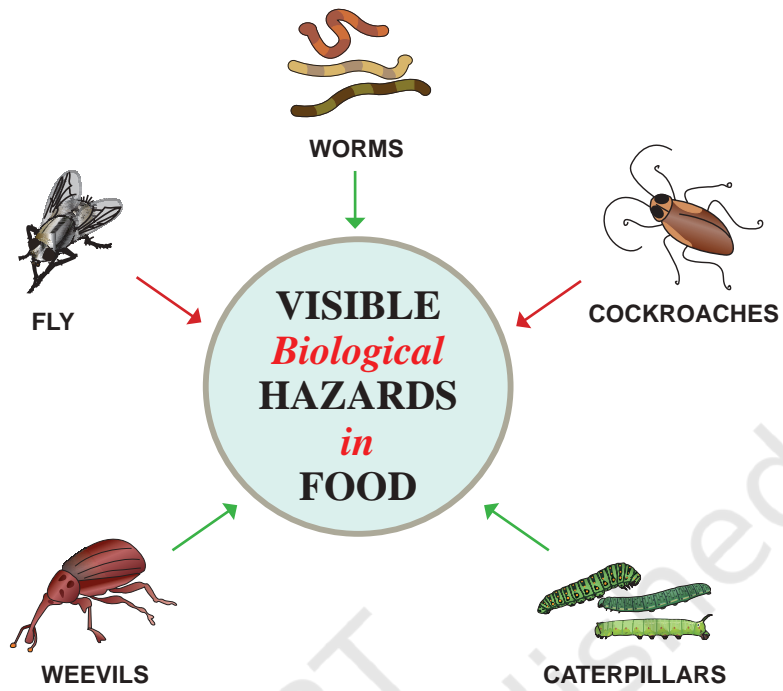 WORMS
FLY
COCKROACHES
VISIBLE
Biological
HAZARDS
in
FOOD
WEEVILS
CATERPILLARS